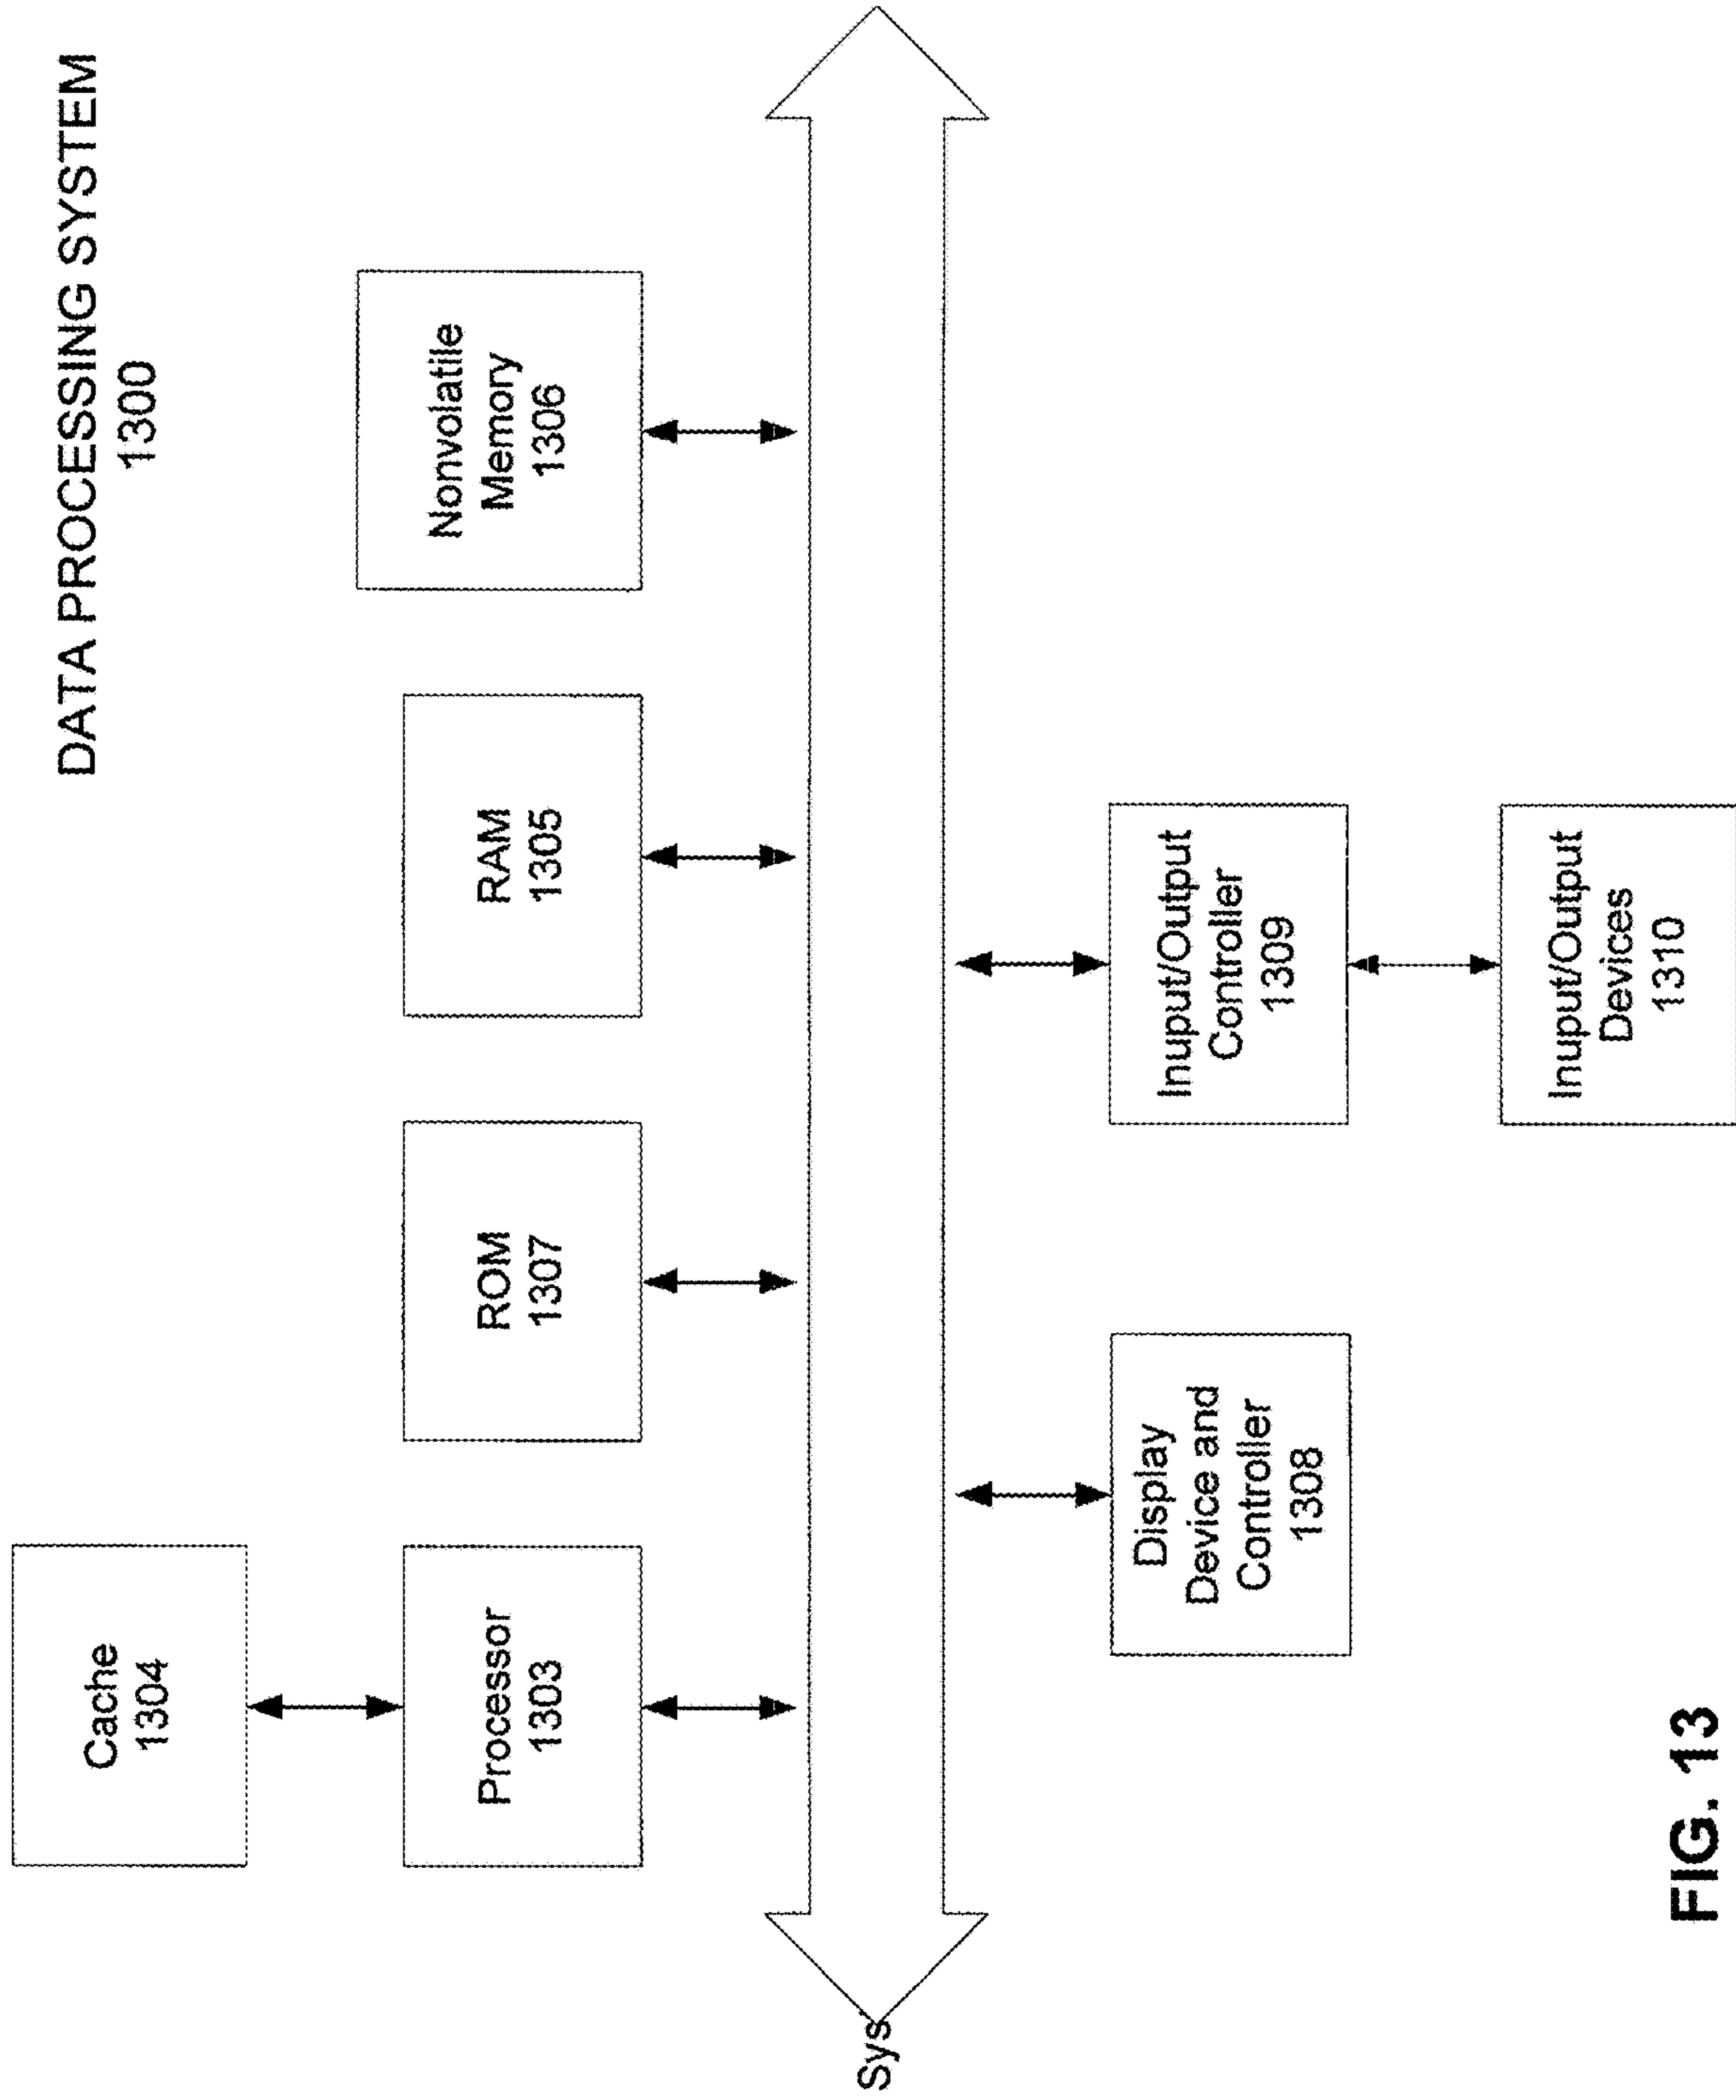 DATA PROCESSING SYSTEM
1300
Cache
1304
Processor
1303
ROM
1307
RAM
1305
Nonvolatile
Memory
1306
Sys
Display
Device and
Controller
1308
Inuput/Output
Controller
1309
Inuput/Output
Devices
1310
FIG. 13